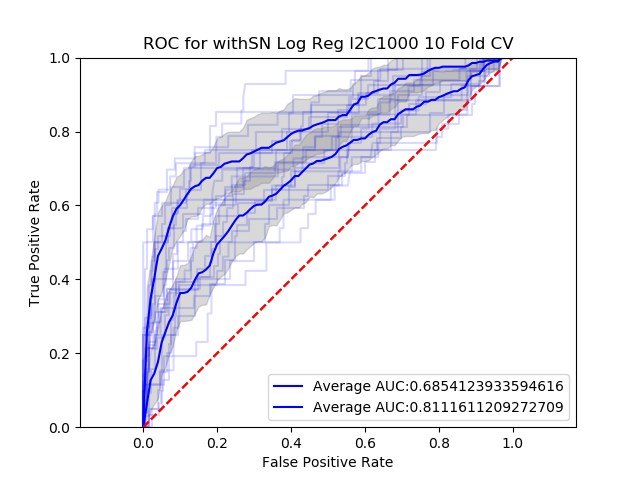 ROC for withSN Log Reg l2C1000 10 Fold CV
True Positive Rate
1.0
0.8
0.6
0.4
0.2
0.0
Average AUC:0.6854123933594616
Average AUC:0.8111611209272709
0.0 0.2 0.4 0.6 0.8 1.0
False Positive Rate